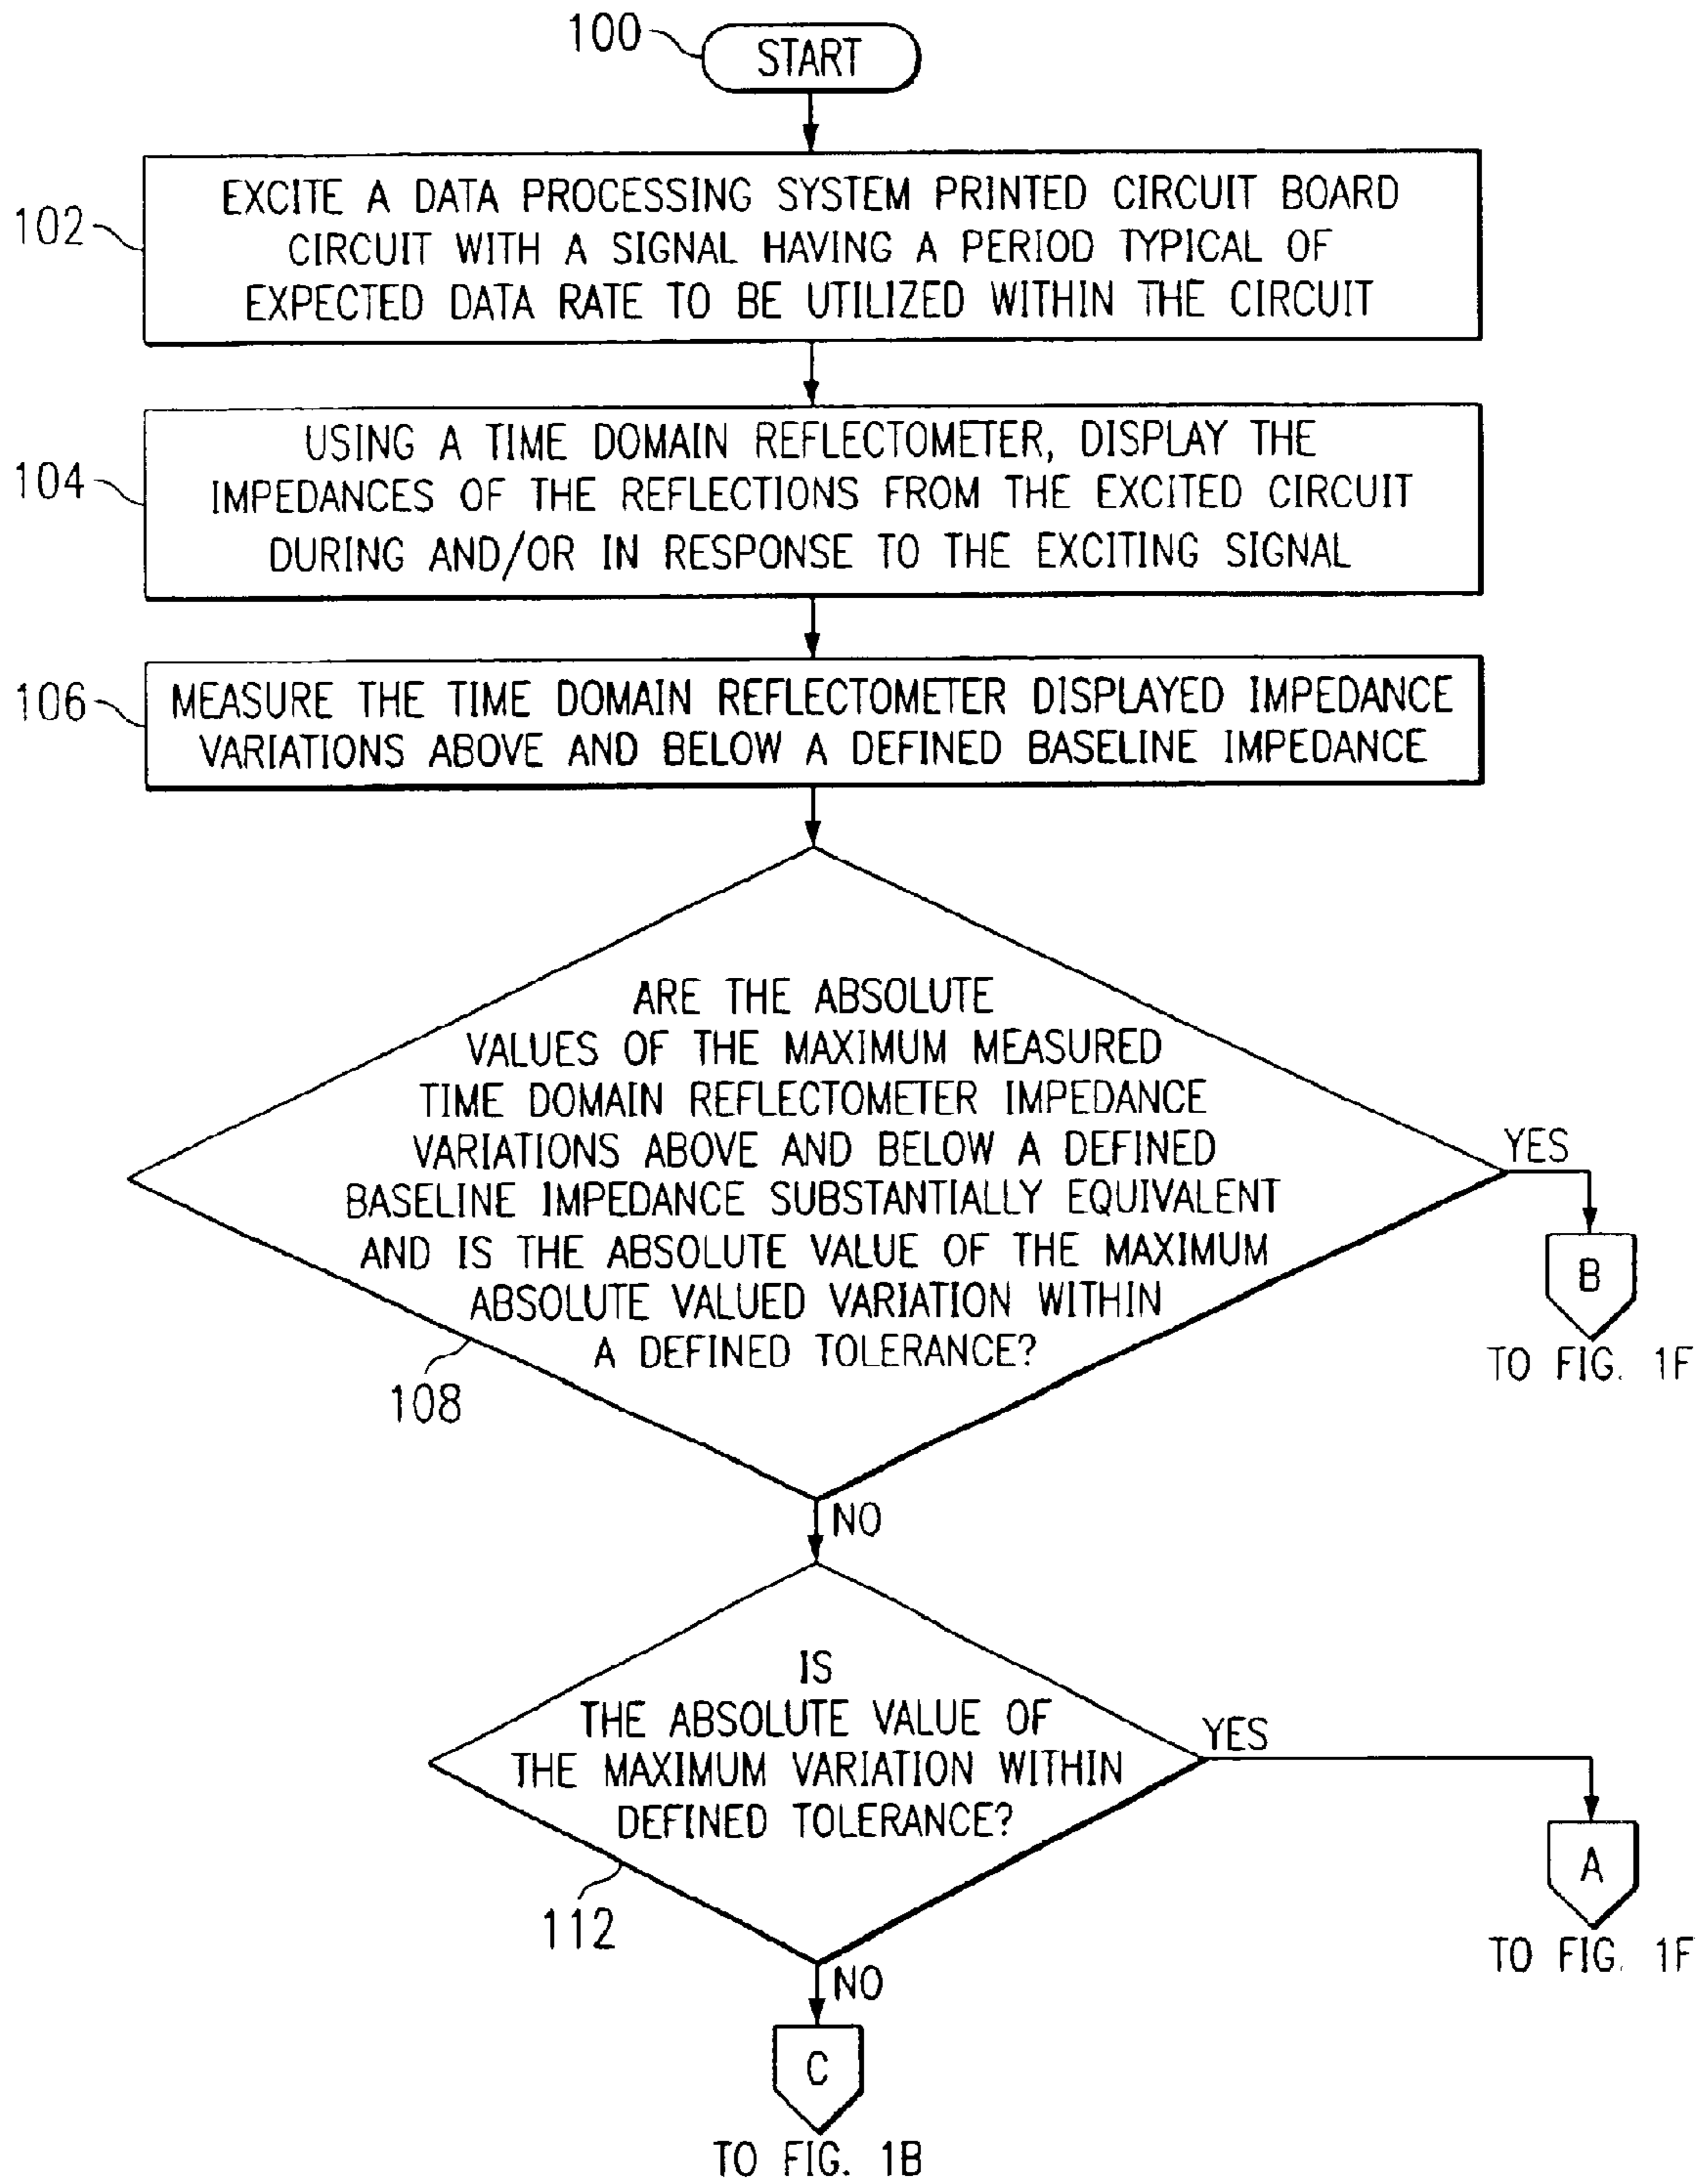 100
START
102
EXCITE A DATA PROCESSING SYSTEM PRINTED CIRCUIT BOARD
CIRCUIT WITH A SIGNAL HAVING A PERIOD TYPICAL OF
EXPECTED DATA RATE TO BE UTILIZED WITHIN THE CIRCUIT
104
USING A TIME DOMAIN REFLECTOMETER, DISPLAY THE
IMPEDANCES OF THE REFLECTIONS FROM THE EXCITED CIRCUIT
DURING AND/OR IN RESPONSE TO THE EXCITING SIGNAL
106
MEASURE THE TIME DOMAIN REFLECTOMETER DISPLAYED IMPEDANCE
VARIATIONS ABOVE AND BELOW A DEFINED BASELINE IMPEDANCE
ARE THE ABSOLUTE
VALUES OF THE MAXIMUM MEASURED
TIME DOMAIN REFLECTOMETER IMPEDANCE
VARIATIONS ABOVE AND BELOW A DEFINED
BASELINE IMPEDANCE SUBSTANTIALLY EQUIVALENT
AND IS THE ABSOLUTE VALUE OF THE MAXIMUM
ABSOLUTE VALUED VARIATION WITHIN
A DEFINED TOLERANCE?
108
YES
B
TO FIG. 1F
NO
IS
THE ABSOLUTE VALUE OF
THE MAXIMUM VARIATION WITHIN
DEFINED TOLERANCE?
112
YES
A
TO FIG. 1F
NO
C
TO FIG. 1B